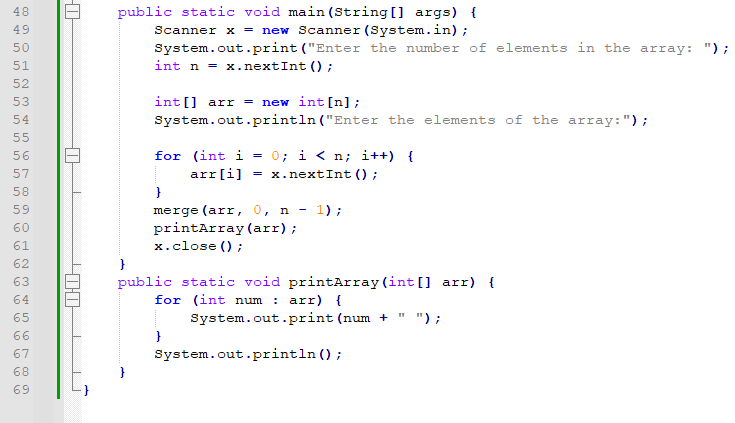 48 public static void main(String[] args) {
49 Scanner x = new Scanner(System.in);
50 System.out.print("Enter the number of elements in the array: ");
51 int n = x.nextInt();
52
53 int[] arr = new int[n];
54 System.out.println("Enter the elements of the array:");
55
56 for (int i = 0; i < n; i++) {
57 arr[i] = x.nextInt();
58 }
59 merge(arr, 0, n - 1);
60 printArray(arr);
61 x.close();
62 }
63 public static void printArray(int[] arr) {
64 for (int num : arr) {
65 System.out.print(num + " ");
66 }
67 System.out.println();
68 }
69 }